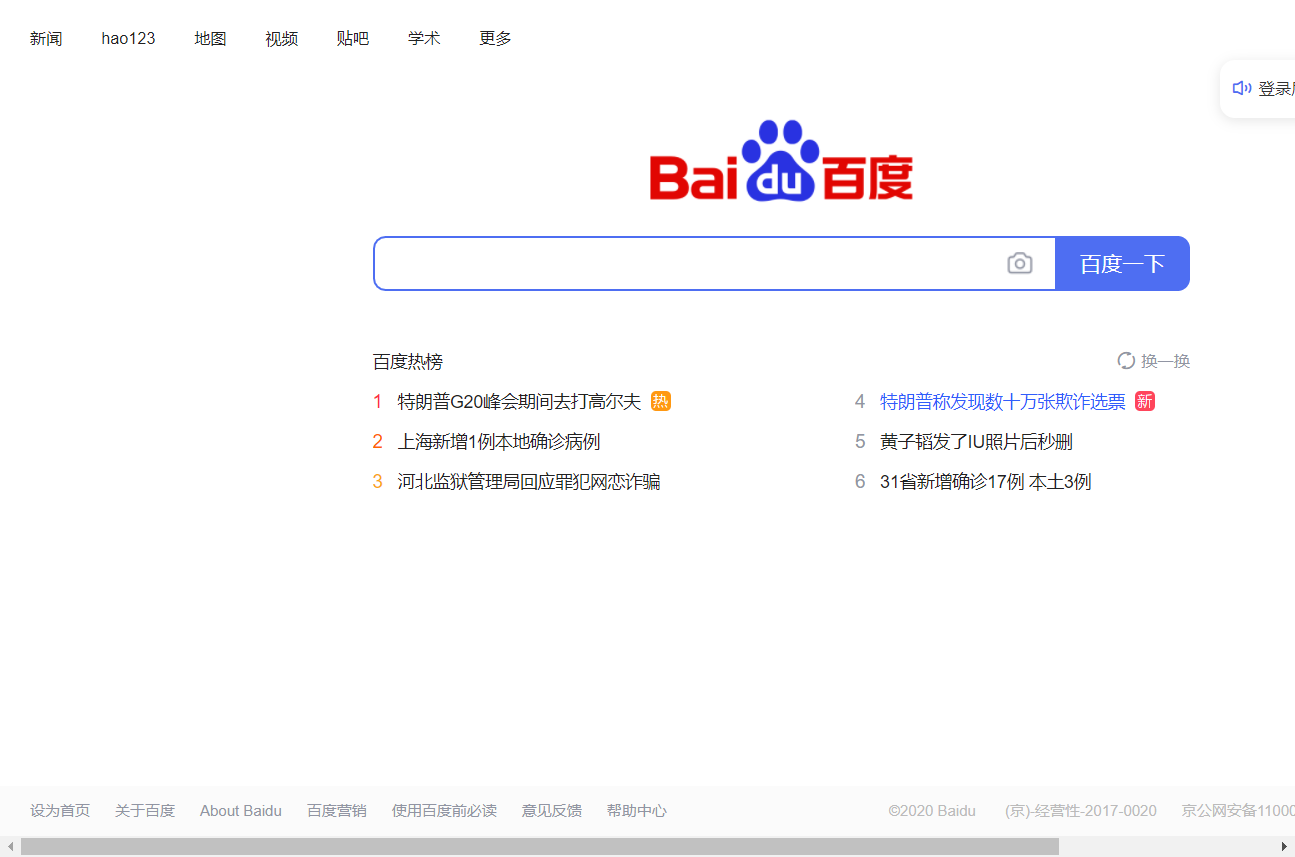 新闻 hao123 地图 视频 贴吧 学术 更多
登录
Bai du 百度
百度一下
百度热榜 换一换
1 特朗普G20峰会期间去打高尔夫 热
2 上海新增1例本地确诊病例
3 河北监狱管理局回应罪犯网恋诈骗
4 特朗普称发现数十万张欺诈选票 新
5 黄子韬发了IU照片后秒删
6 31省新增确诊17例 本土3例
设为首页 关于百度 About Baidu 百度营销 使用百度前必读 意见反馈 帮助中心 ©2020 Baidu (京)-经营性-2017-0020 京公网安备11000